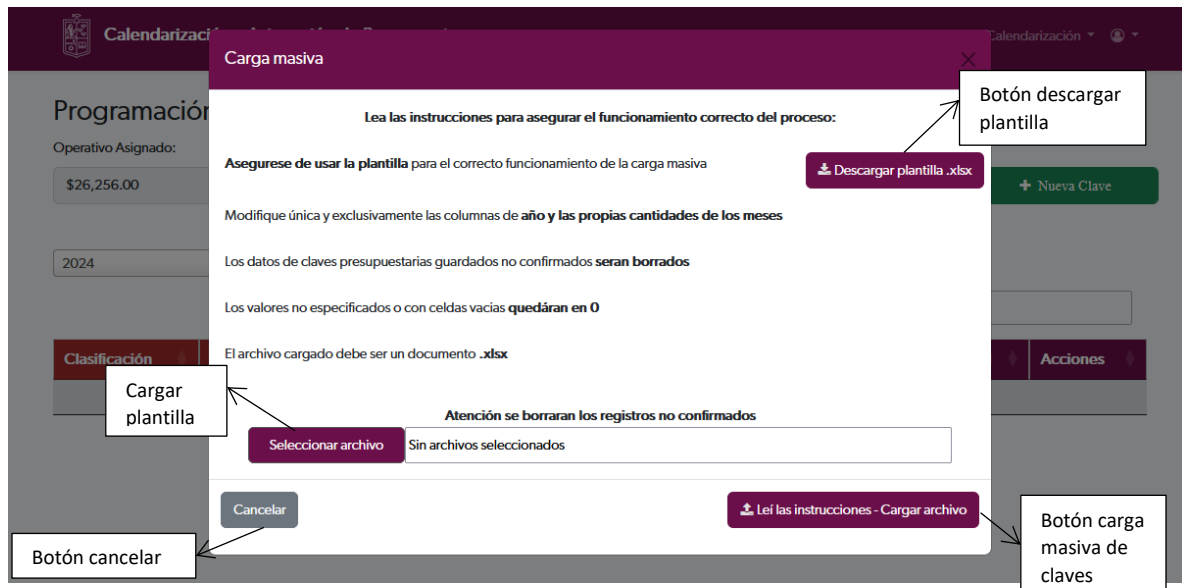 Calendarizaci
Calendarización
Carga masiva
Botón descargar
plantilla
Programación
Lea las instrucciones para asegurar el funcionamiento correcto del proceso:
Operativo Asignado:
Asegurese de usar la plantilla para el correcto funcionamiento de la carga masiva
Descargar plantilla .xlsx
$26,256.00
+ Nueva Clave
Modifique única y exclusivamente las columnas de año y las propias cantidades de los meses
2024
Los datos de claves presupuestarias guardados no confirmados seran borrados
Los valores no especificados o con celdas vacias quedáran en 0
El archivo cargado debe ser un documento .xlsx
Clasificación
Acciones
Cargar
plantilla
Atención se borraran los registros no confirmados
Seleccionar archivo
Sin archivos seleccionados
Cancelar
Leí las instrucciones - Cargar archivo
Botón cancelar
Botón carga
masiva de
claves